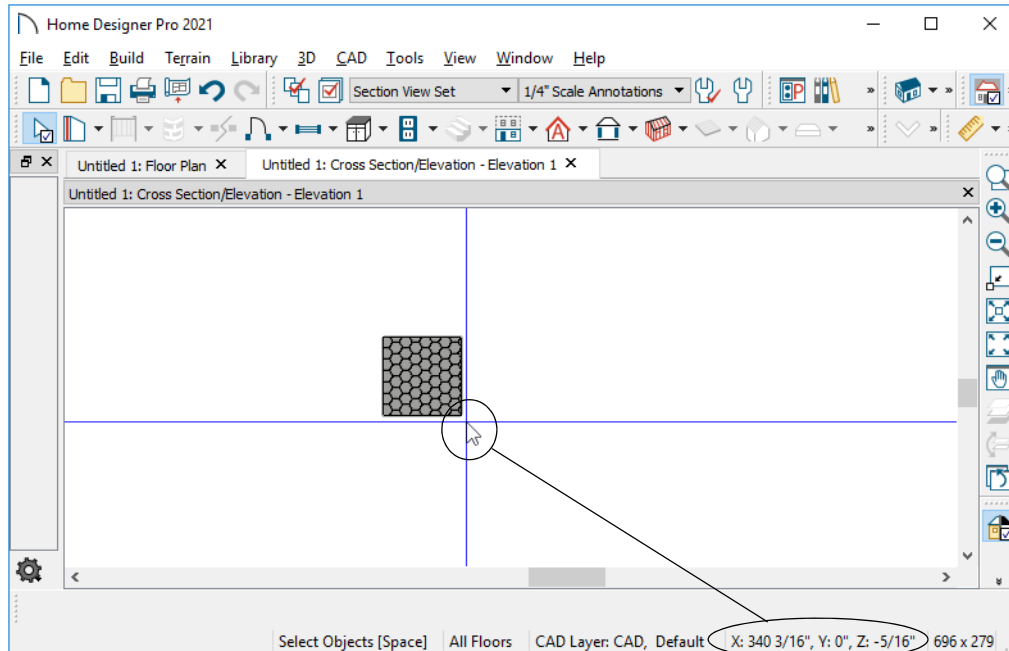 Home Designer Pro 2021
File Edit Build Terrain Library 3D CAD Tools View Window Help
Section View Set 1/4" Scale Annotations
Untitled 1: Floor Plan Untitled 1: Cross Section/Elevation - Elevation 1
Untitled 1: Cross Section/Elevation - Elevation 1
Select Objects [Space] All Floors CAD Layer: CAD, Default X: 340 3/16", Y: 0", Z: -5/16" 696 x 279